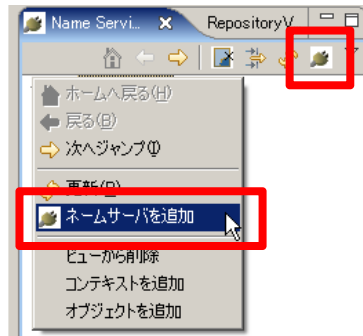 Name Servi...
RepositoryV
ホームへ戻る(H)
戻る(B)
次へジャンプ(I)
更新(R)
ネームサーバを追加
ビューから削除
コンテキストを追加
オブジェクトを追加